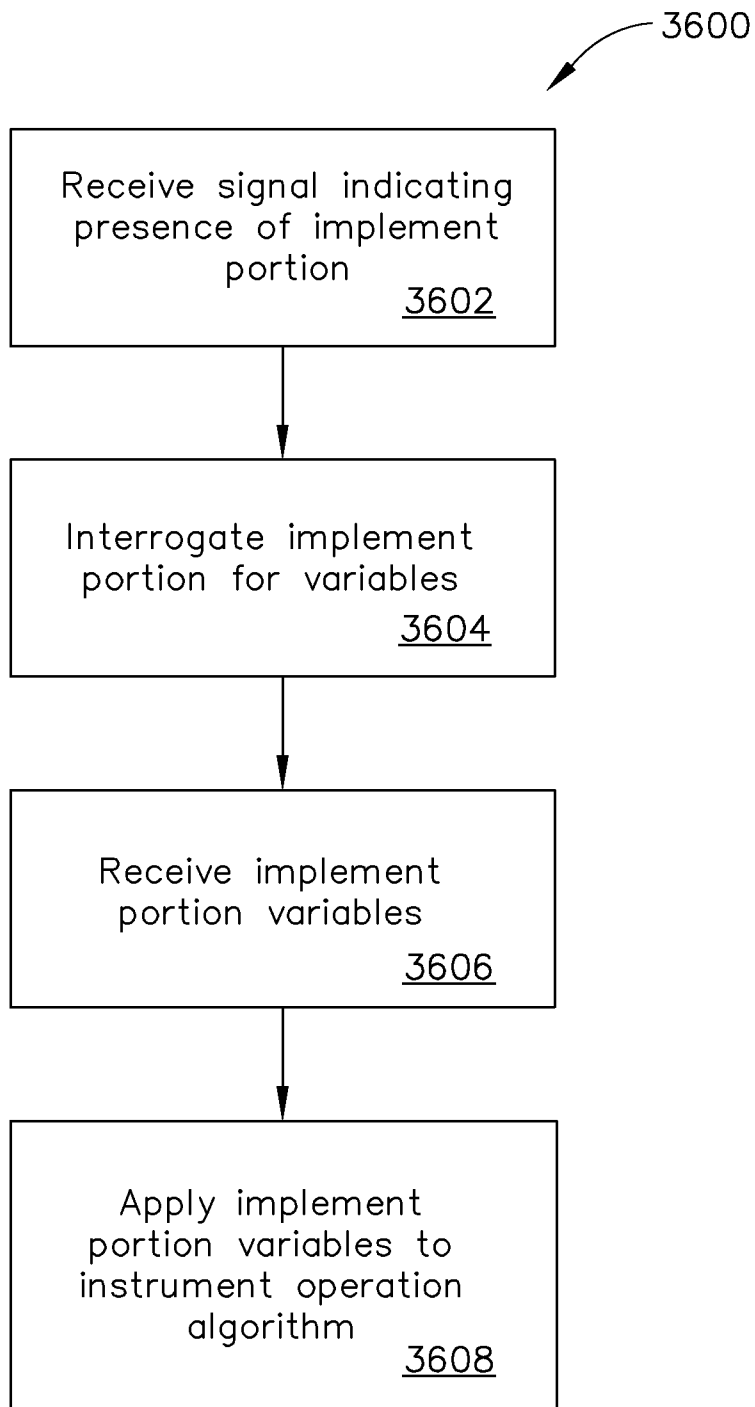 3600
Receive signal indicating
presence of implement
portion
3602
Interrogate implement
portion for variables
3604
Receive implement
portion variables
3606
Apply implement
portion variables to
instrument operation
algorithm
3608